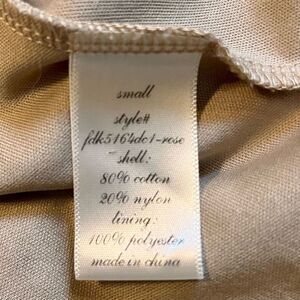 small
style#
fdk5164dc1-rose
shell:
80% cotton
20% nylon
lining:
100% polyester
made in china